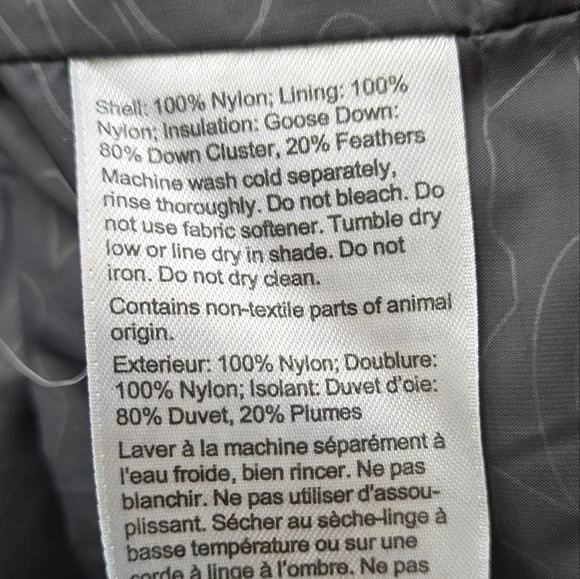 Shell: 100% Nylon; Lining: 100%
Nylon; Insulation: Goose Down:
80% Down Cluster, 20% Feathers
Machine wash cold separately,
rinse thoroughly. Do not bleach. Do
not use fabric softener. Tumble dry
low or line dry in shade. Do not
iron. Do not dry clean.
Contains non-textile parts of animal
origin.
Exterieur: 100% Nylon; Doublure:
100% Nylon; Isolant: Duvet d'oie:
80% Duvet, 20% Plumes
Laver à la machine séparément à
l'eau froide, bien rincer. Ne pas
blanchir. Ne pas utiliser d'assou-
plissant. Sécher au sèche-linge à
basse température ou sur une
corde à linge à l'ombre. Ne pas